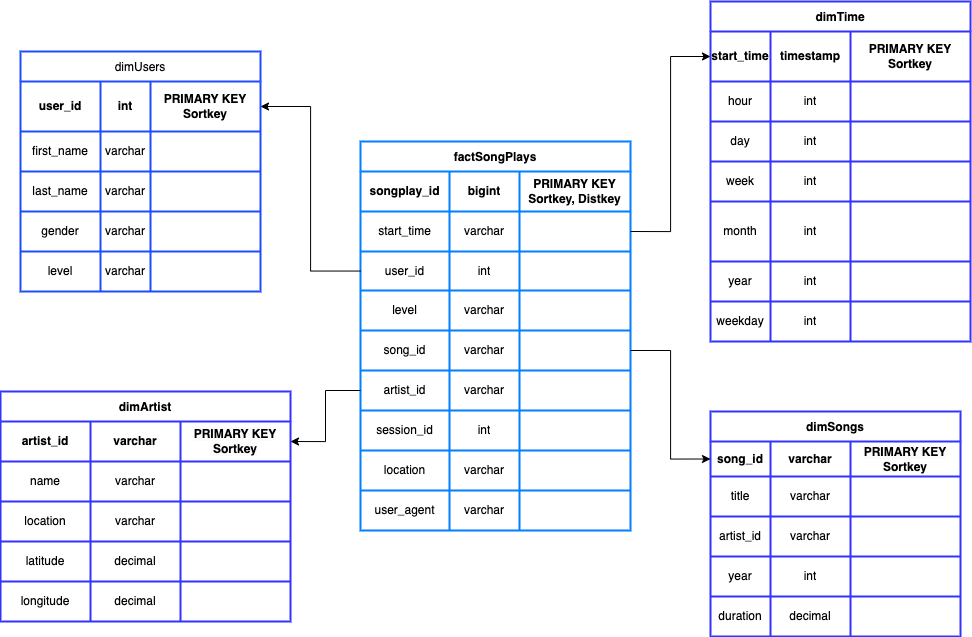 dimUsers
user_id int PRIMARY KEY
Sortkey
first_name varchar
last_name varchar
gender varchar
level varchar
factSongPlays
songplay_id bigint PRIMARY KEY
Sortkey, Distkey
start_time varchar
user_id int
level varchar
song_id varchar
artist_id varchar
session_id int
location varchar
user_agent varchar
dimTime
start_time timestamp PRIMARY KEY
Sortkey
hour int
day int
week int
month int
year int
weekday int
dimArtist
artist_id varchar PRIMARY KEY
Sortkey
name varchar
location varchar
latitude decimal
longitude decimal
dimSongs
song_id varchar PRIMARY KEY
Sortkey
title varchar
artist_id varchar
year int
duration decimal